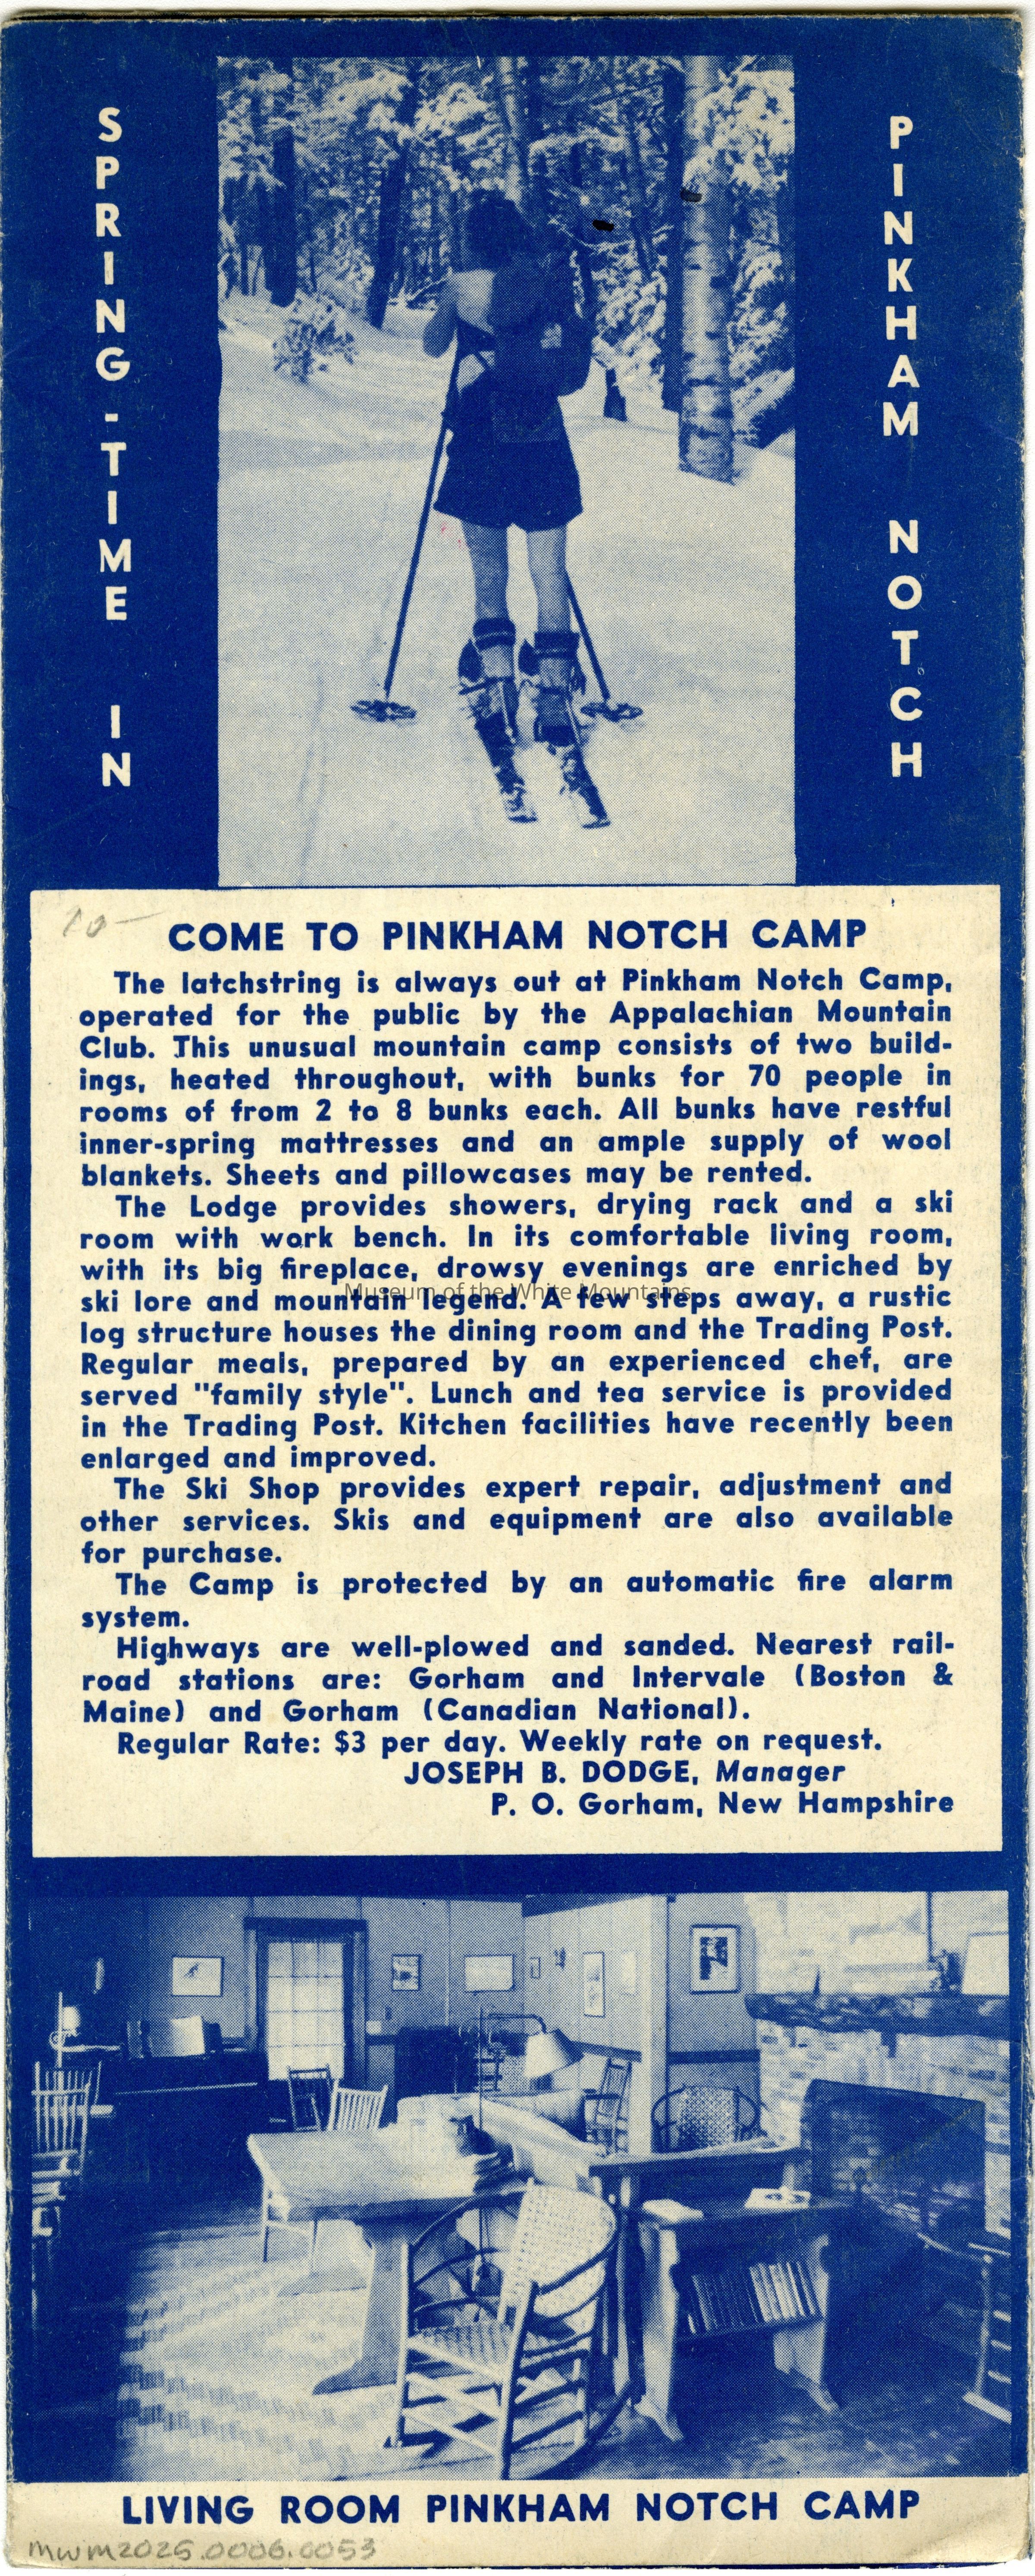 SPRING-TIME IN
PINKHAM NOTCH
10-
COME TO PINKHAM NOTCH CAMP
The latchstring is always out at Pinkham Notch Camp,
operated for the public by the Appalachian Mountain
Club. This unusual mountain camp consists of two build-
ings, heated throughout, with bunks for 70 people in
rooms of from 2 to 8 bunks each. All bunks have restful
inner-spring mattresses and an ample supply of wool
blankets. Sheets and pillowcases may be rented.
The Lodge provides showers, drying rack and a ski
room with work bench. In its comfortable living room,
with its big fireplace, drowsy evenings are enriched by
Museum of the White Mountains
ski lore and mountain legend. A few steps away, a rustic
log structure houses the dining room and the Trading Post.
Regular meals, prepared by an experienced chef, are
served "family style". Lunch and tea service is provided
in the Trading Post. Kitchen facilities have recently been
enlarged and improved.
The Ski Shop provides expert repair, adjustment and
other services. Skis and equipment are also available
for purchase.
The Camp is protected by an automatic fire alarm
system.
Highways are well-plowed and sanded. Nearest rail-
road stations are: Gorham and Intervale (Boston &
Maine) and Gorham (Canadian National).
Regular Rate: $3 per day. Weekly rate on request.
JOSEPH B. DODGE, Manager
P. O. Gorham, New Hampshire
LIVING ROOM PINKHAM NOTCH CAMP
MWM2025.0006.0053